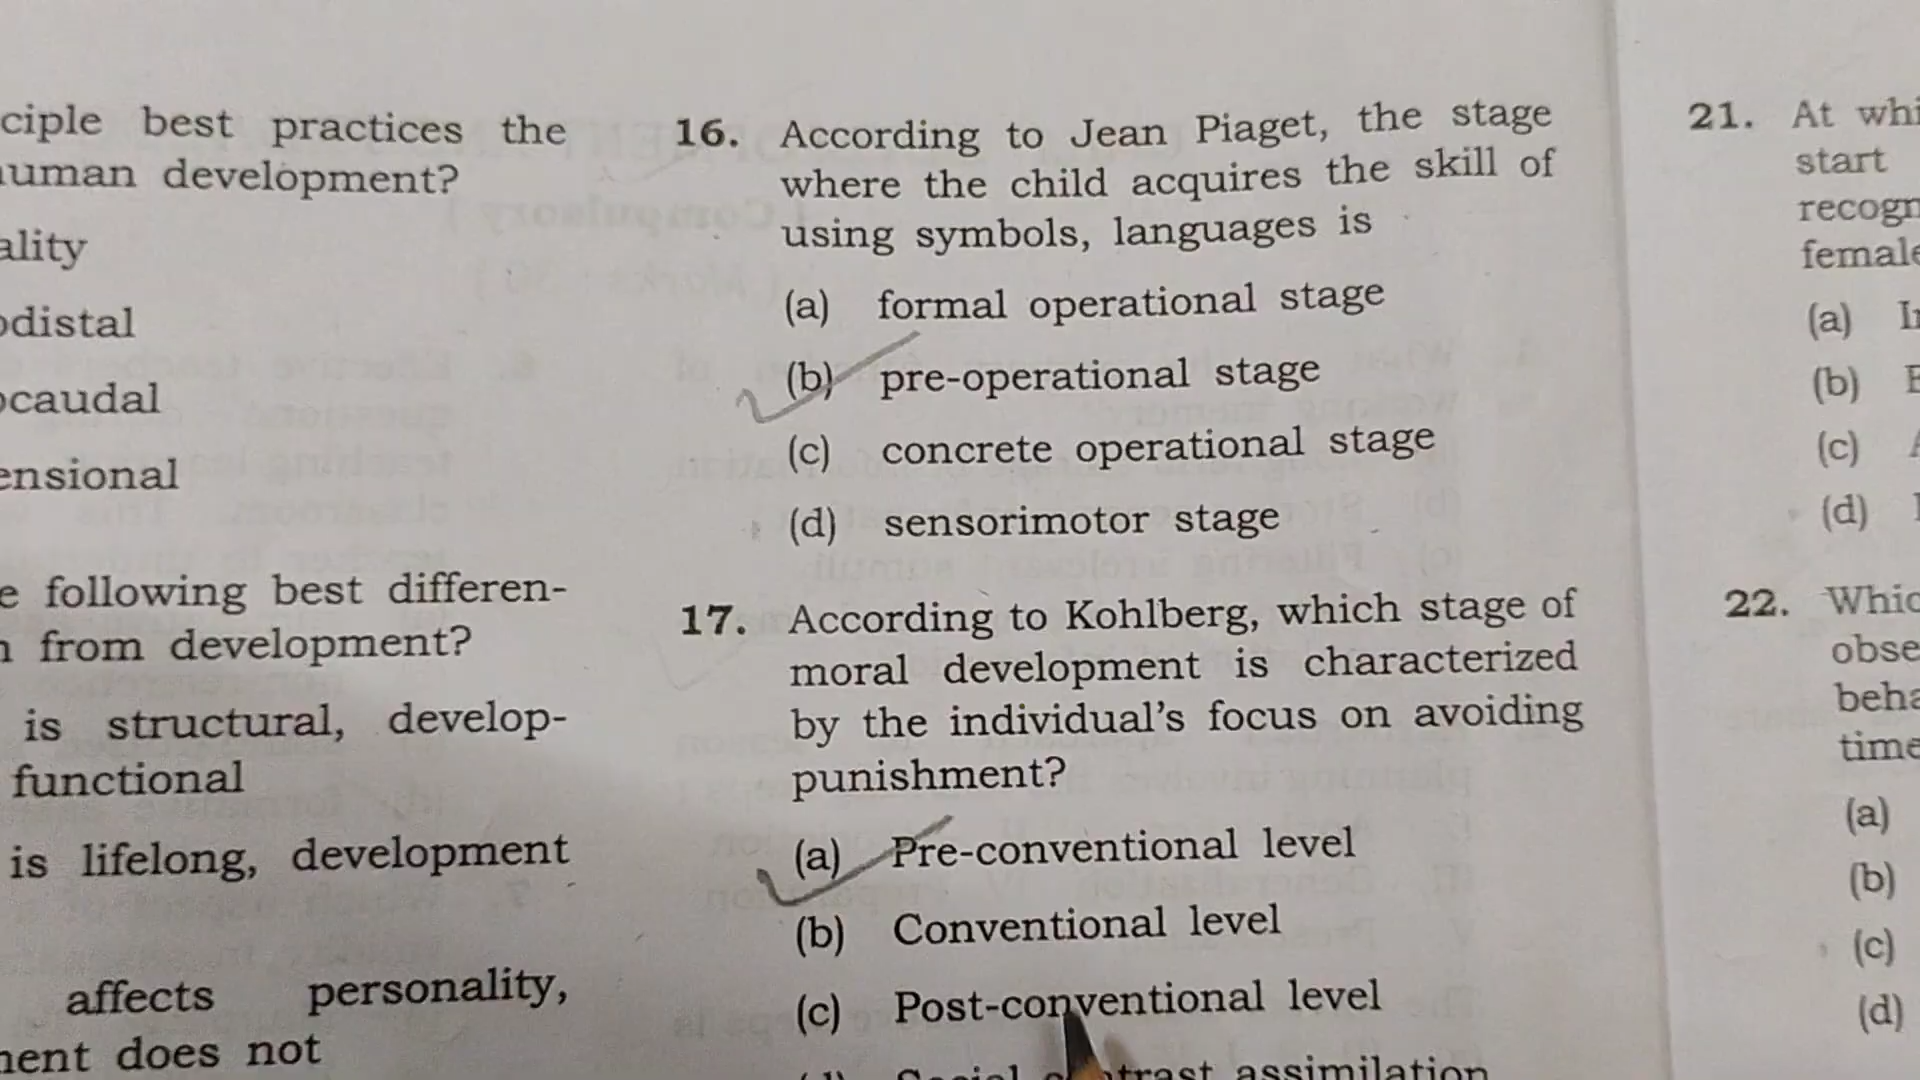 ciple best practices the
uman development?
ality
odistal
ocaudal
ensional
e following best differen-
n from development?
is structural, develop-
functional
is lifelong, development
affects personality,
nent does not
16. According to Jean Piaget, the stage
where the child acquires the skill of
using symbols, languages is
(a) formal operational stage
(b) pre-operational stage
(c) concrete operational stage
(d) sensorimotor stage
17. According to Kohlberg, which stage of
moral development is characterized
by the individual's focus on avoiding
punishment?
(a) Pre-conventional level
(b) Conventional level
(c) Post-conventional level
assimilation
21. At whi
start
recogn
female
(a)
(b)
(c)
(d)
22. Whic
obse
beha
time
(a)
(b)
(c)
(d)